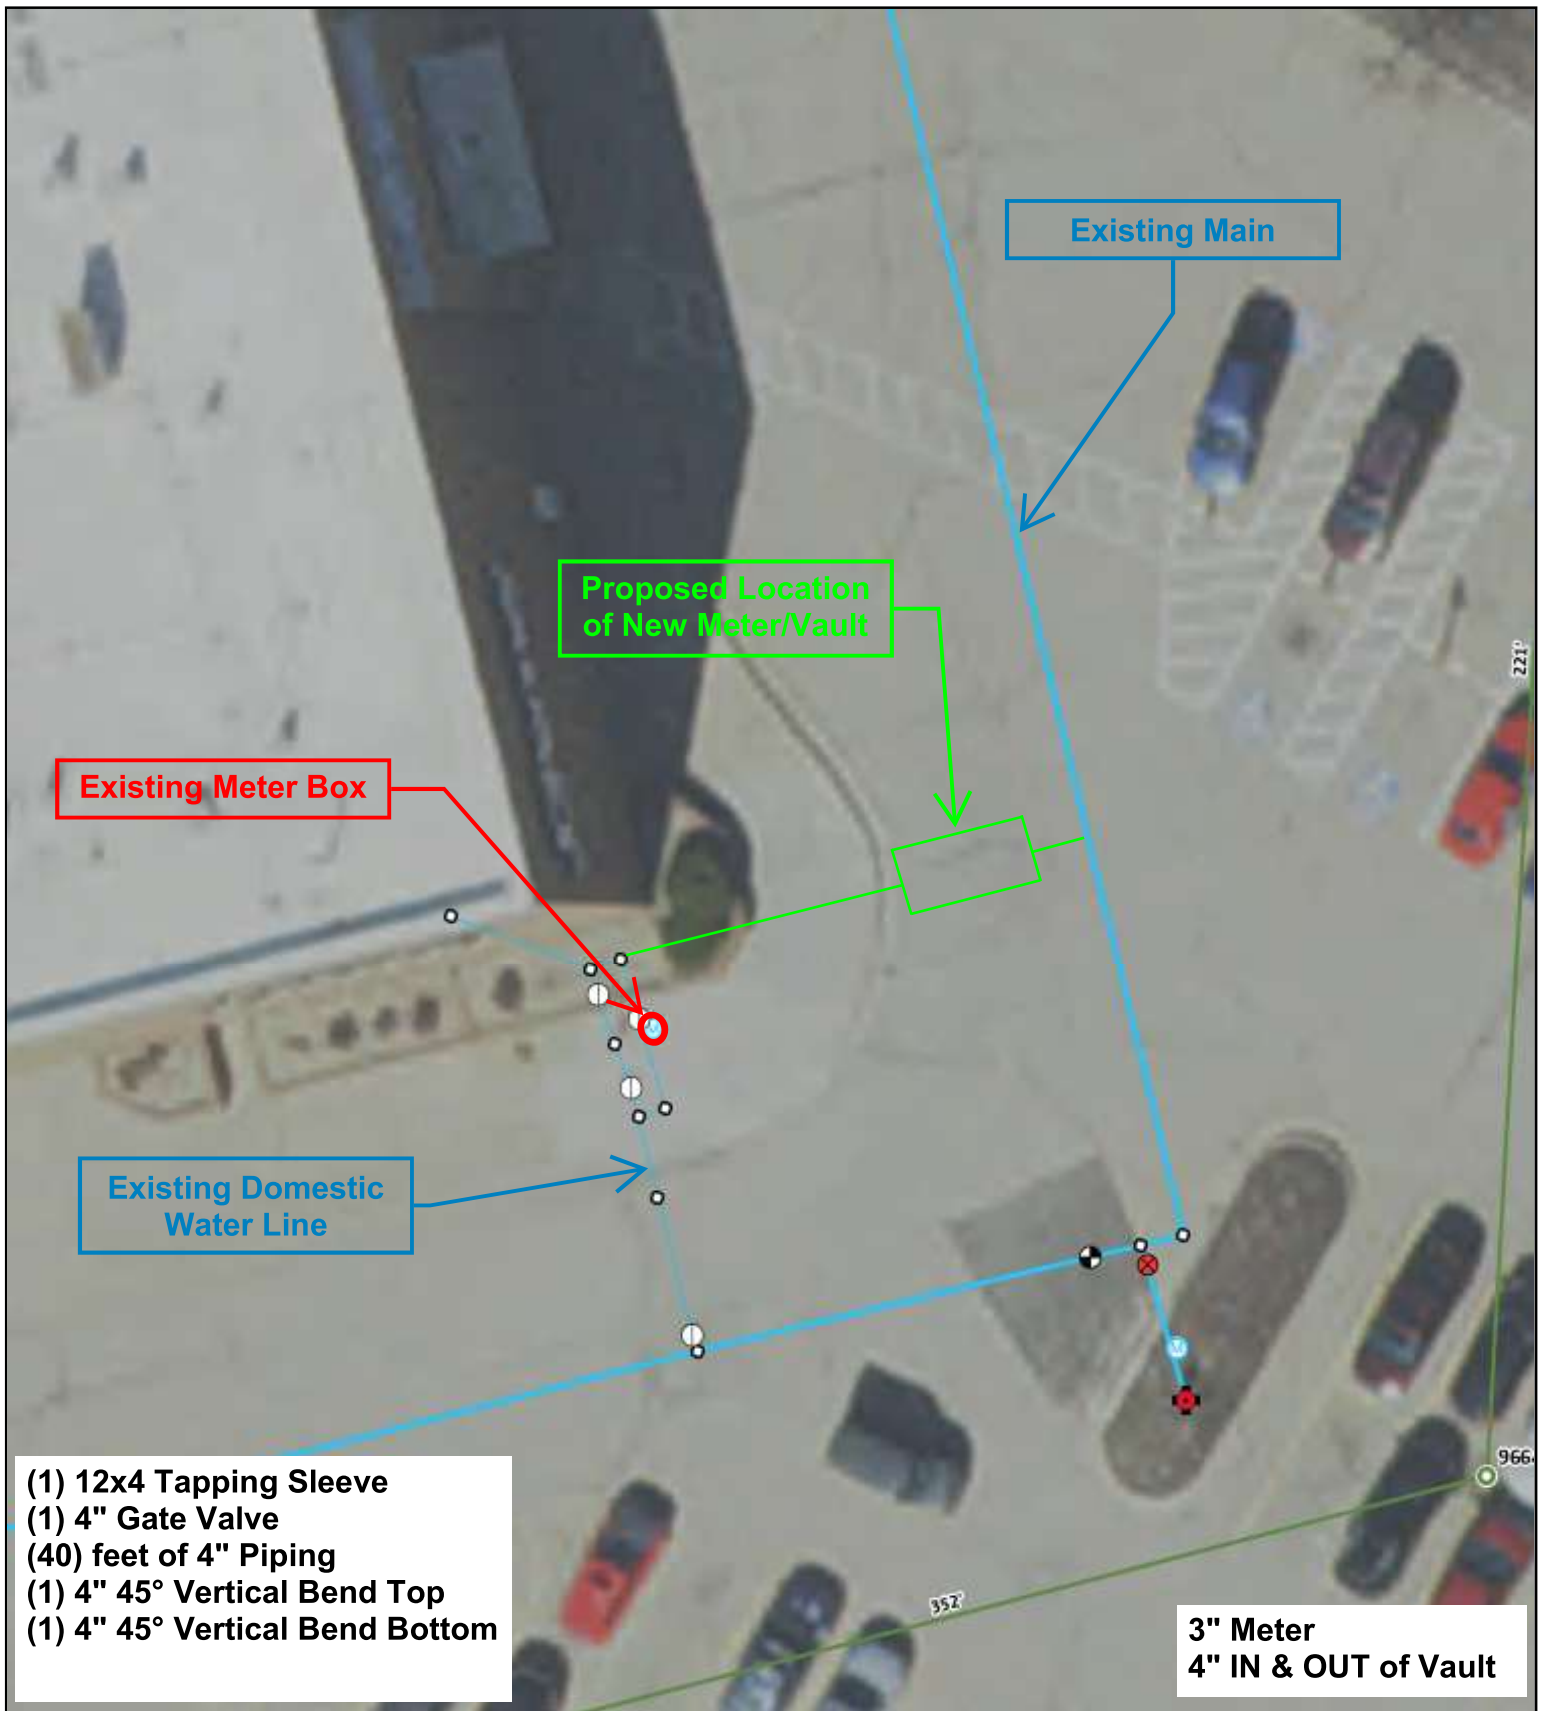 Existing Main
Proposed Location
of New Meter/Vault
221'
Existing Meter Box
Existing Domestic
Water Line
966
(1) 12x4 Tapping Sleeve
(1) 4" Gate Valve
(40) feet of 4" Piping
(1) 4" 45° Vertical Bend Top
(1) 4" 45° Vertical Bend Bottom
352'
3" Meter
4" IN & OUT of Vault